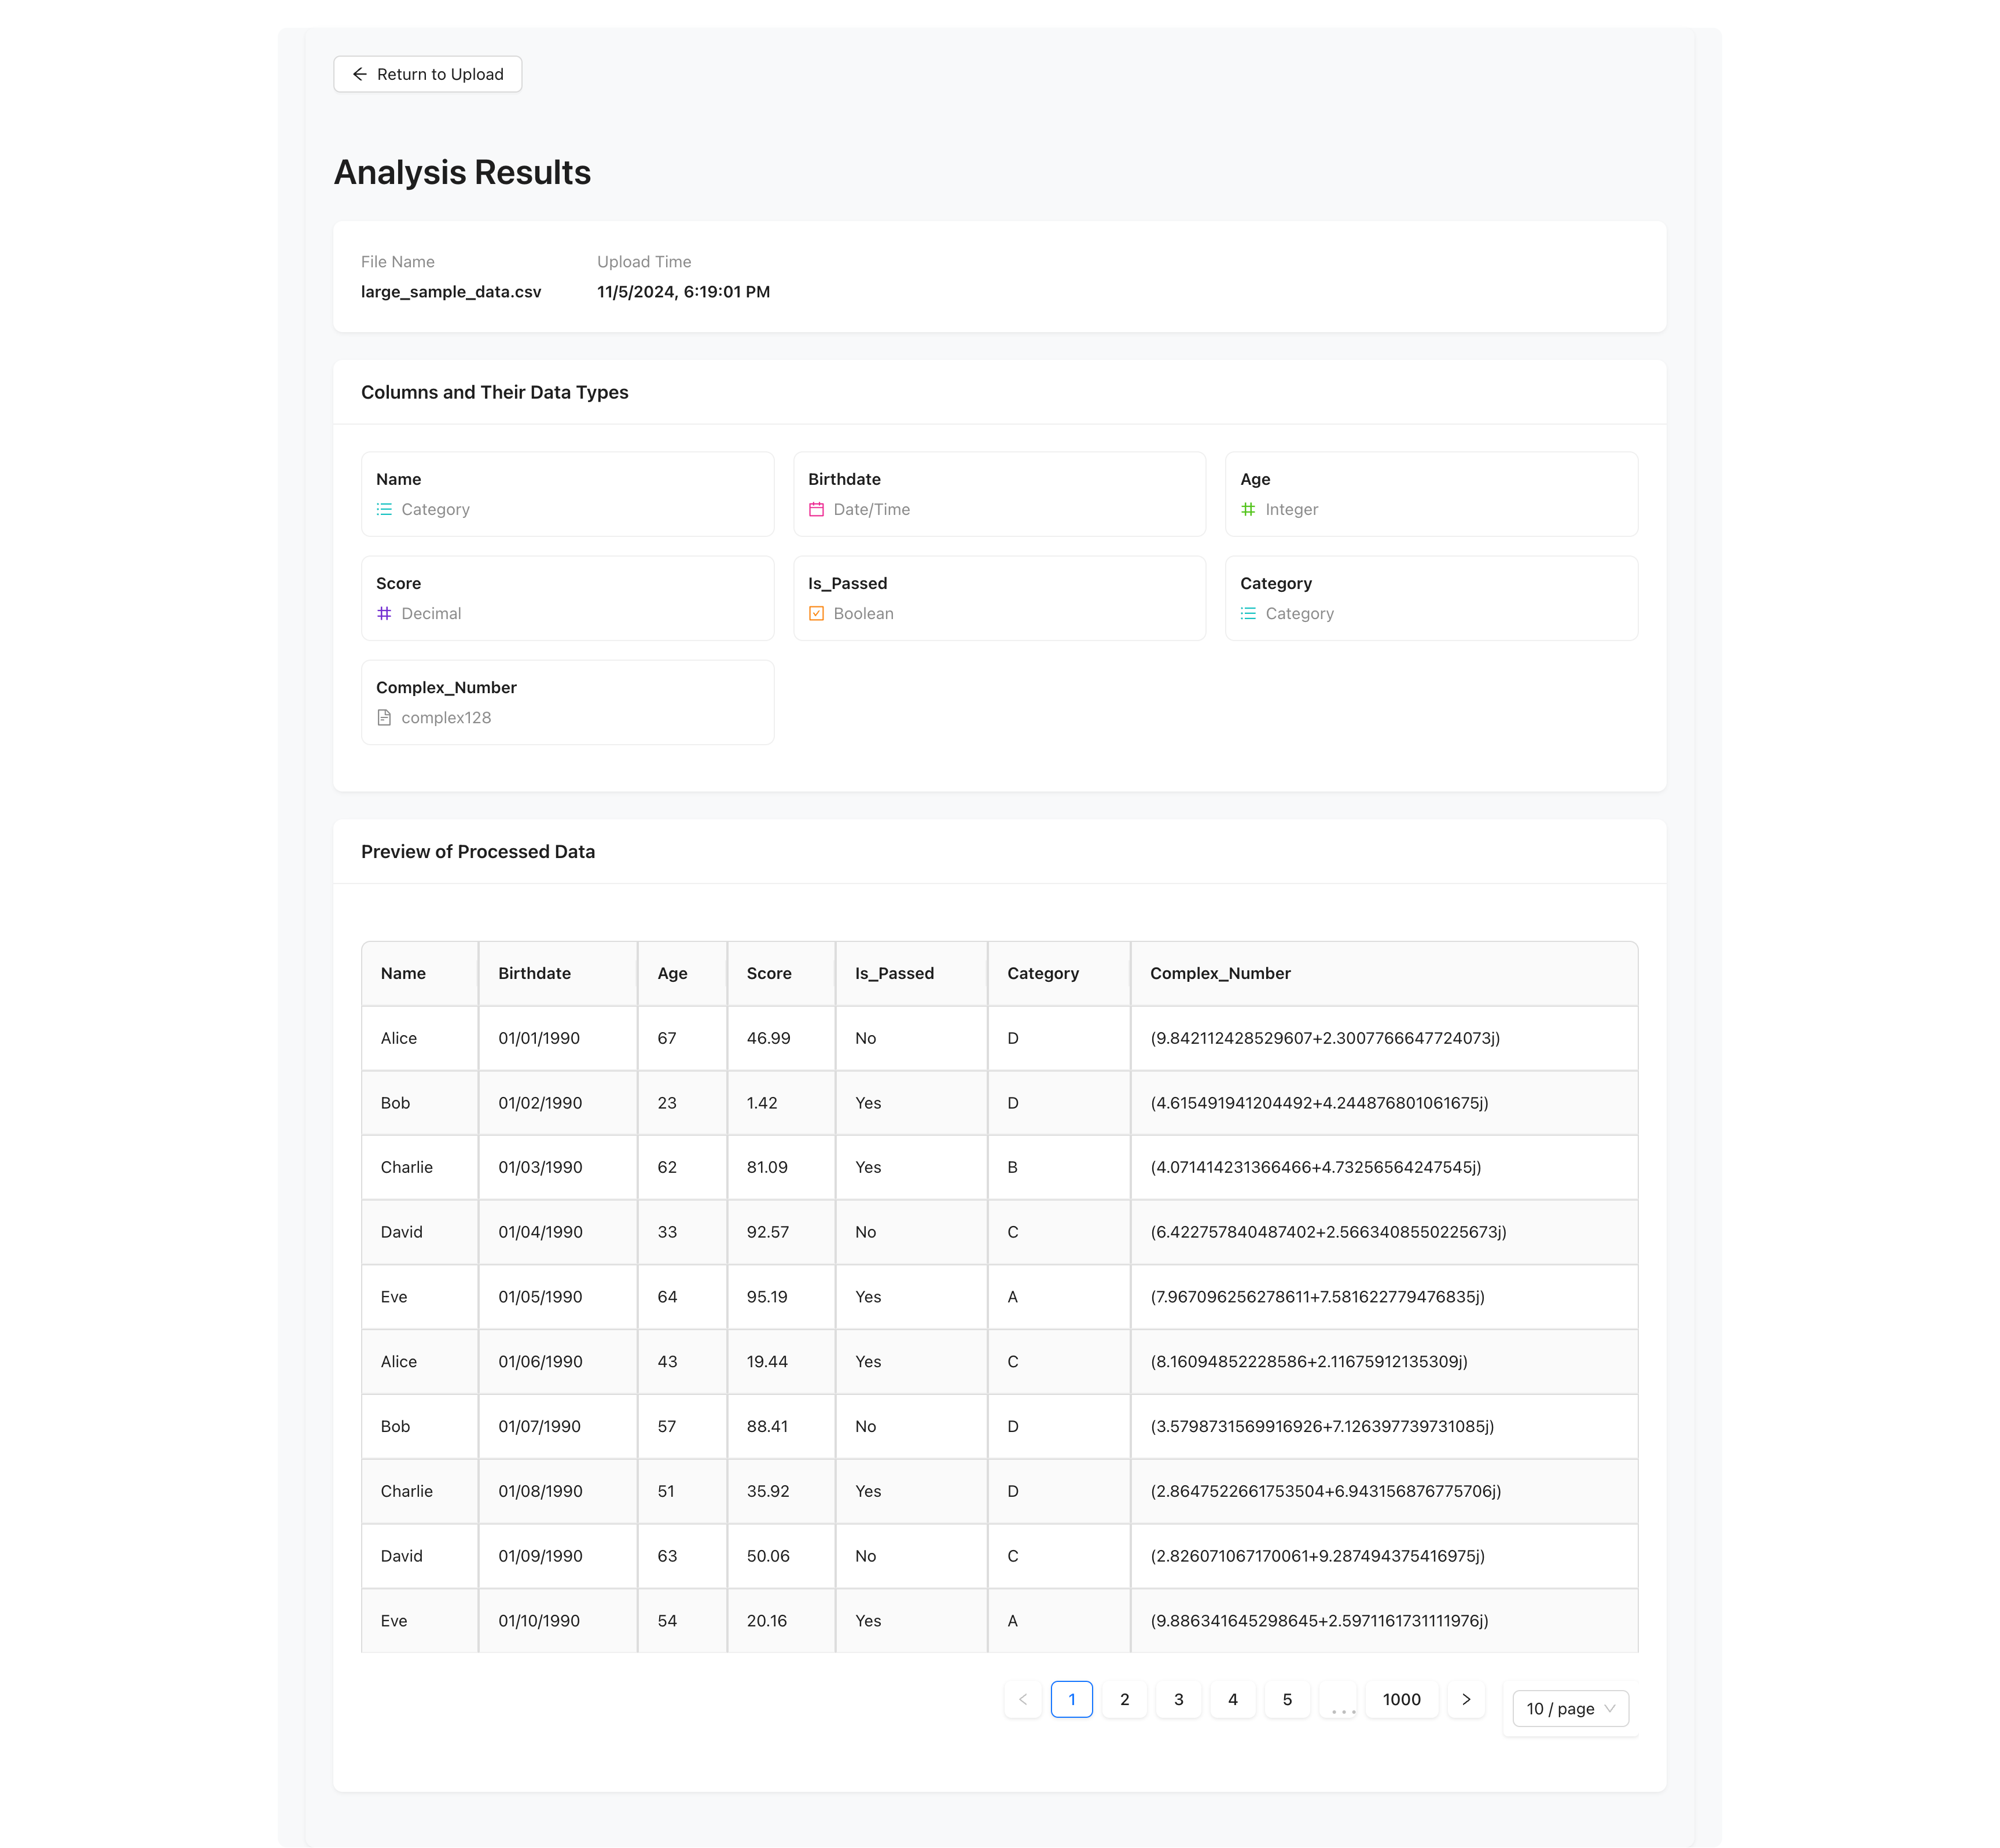 Return to Upload
Analysis Results
File Name Upload Time
large_sample_data.csv 11/5/2024, 6:19:01 PM
Columns and Their Data Types
Name Birthdate Age
Category Date/Time Integer
Score Is_Passed Category
Decimal Boolean Category
Complex_Number
complex128
Preview of Processed Data
Name Birthdate Age Score Is_Passed Category Complex_Number
Alice 01/01/1990 67 46.99 No D (9.842112428529607+2.3007766647724073j)
Bob 01/02/1990 23 1.42 Yes D (4.615491941204492+4.244876801061675j)
Charlie 01/03/1990 62 81.09 Yes B (4.071414231366466+4.73256564247545j)
David 01/04/1990 33 92.57 No C (6.422757840487402+2.5663408550225673j)
Eve 01/05/1990 64 95.19 Yes A (7.967096256278611+7.581622779476835j)
Alice 01/06/1990 43 19.44 Yes C (8.16094852228586+2.11675912135309j)
Bob 01/07/1990 57 88.41 No D (3.5798731569916926+7.126397739731085j)
Charlie 01/08/1990 51 35.92 Yes D (2.8647522661753504+6.943156876775706j)
David 01/09/1990 63 50.06 No C (2.826071067170061+9.287494375416975j)
Eve 01/10/1990 54 20.16 Yes A (9.886341645298645+2.5971161731111976j)
1 2 3 4 5 ... 1000 10 / page